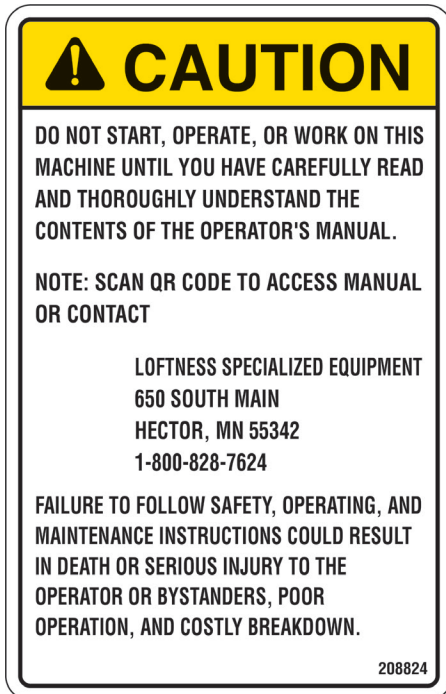 CAUTION
DO NOT START, OPERATE, OR WORK ON THIS
MACHINE UNTIL YOU HAVE CAREFULLY READ
AND THOROUGHLY UNDERSTAND THE
CONTENTS OF THE OPERATOR'S MANUAL.
NOTE: SCAN QR CODE TO ACCESS MANUAL
OR CONTACT
LOFTNESS SPECIALIZED EQUIPMENT
650 SOUTH MAIN
HECTOR, MN 55342
1-800-828-7624
FAILURE TO FOLLOW SAFETY, OPERATING, AND
MAINTENANCE INSTRUCTIONS COULD RESULT
IN DEATH OR SERIOUS INJURY TO THE
OPERATOR OR BYSTANDERS, POOR
OPERATION, AND COSTLY BREAKDOWN.
208824